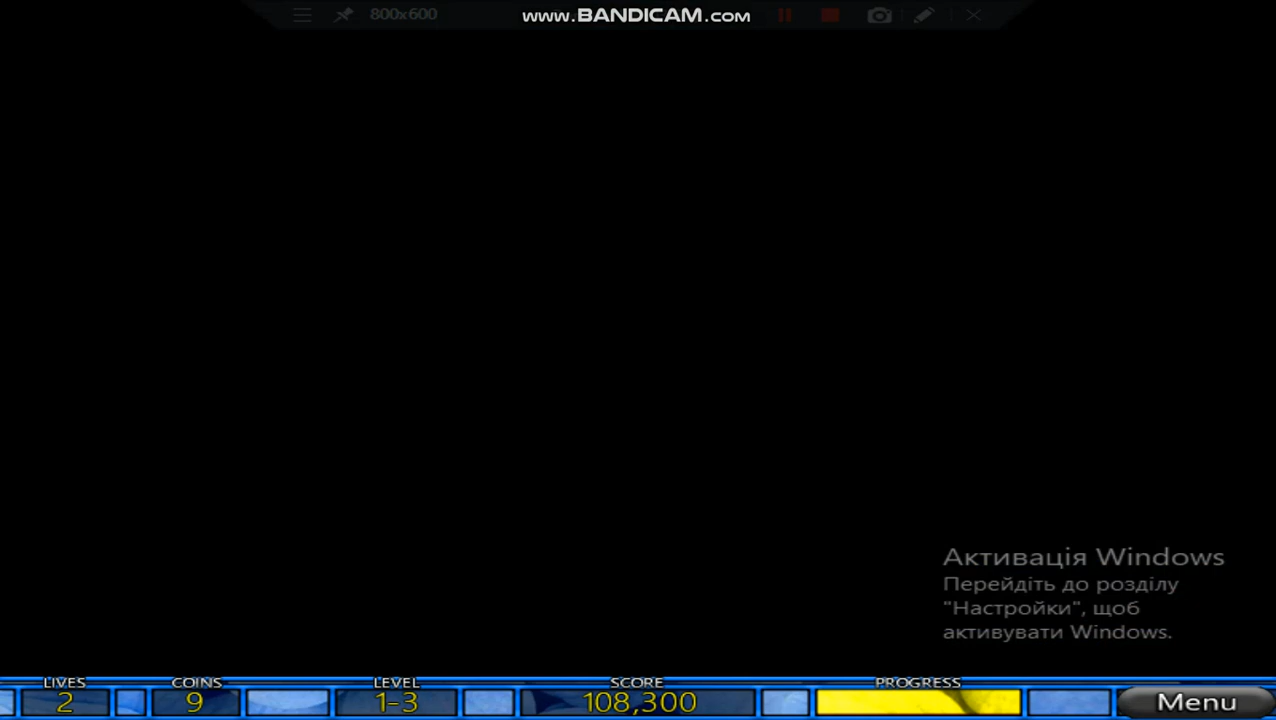 800x600
www.BANDICAM.COM
Активація Windows
Перейдіть до розділу
"Настройки", щоб
активувати Windows.
LIVES COINS LEVEL SCORE PROGRESS
2 9 1-3 108,300 Menu